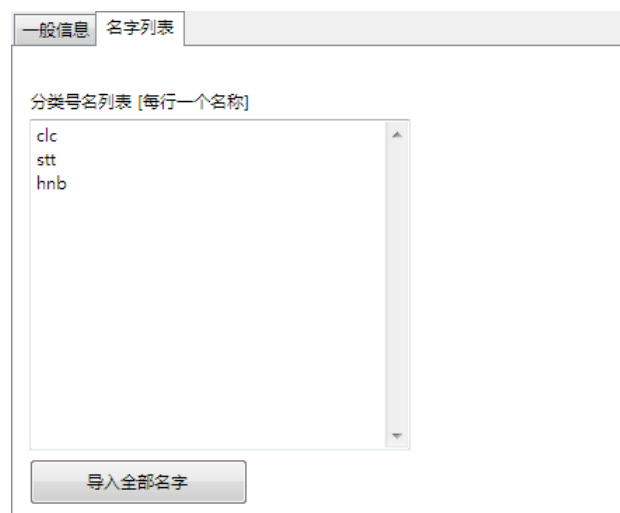 一般信息 名字列表
分类号名列表 [每行一个名称]
clc
stt
hnb
导入全部名字